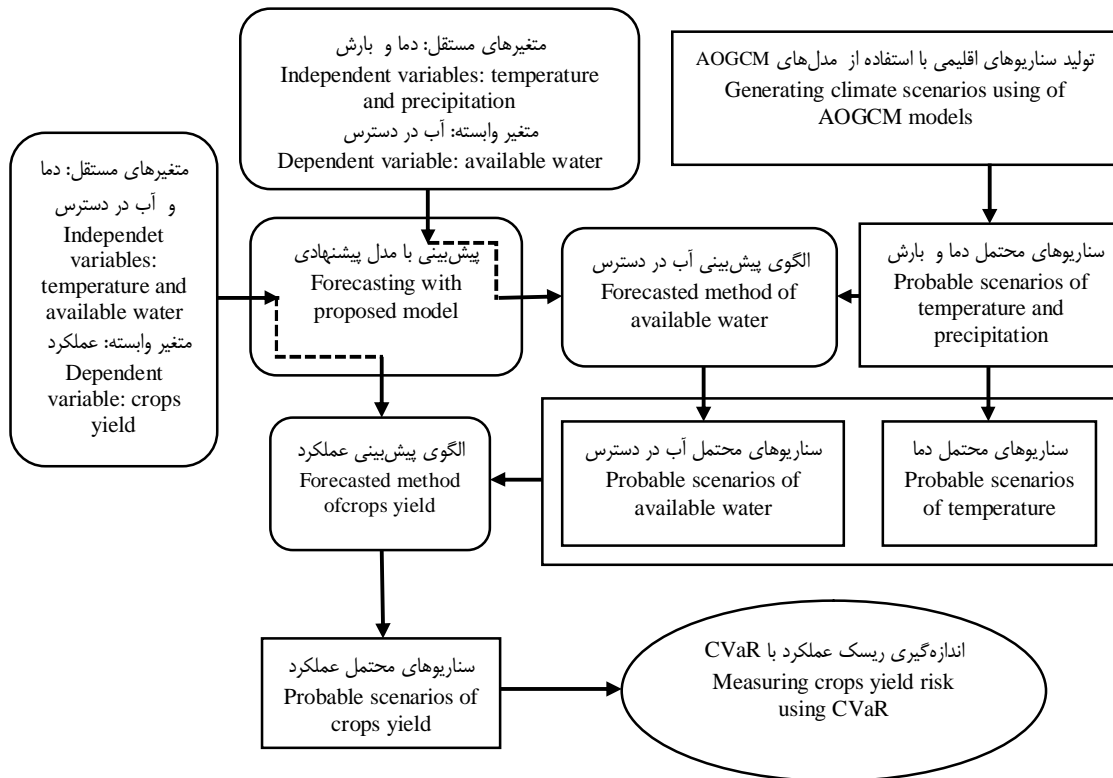 متغیرهای مستقل: دما و بارش
Independent variables: temperature
and precipitation
متغیر وابسته: آب در دسترس
Dependent variable: available water
تولید سناریوهای اقلیمی با استفاده از مدل‌های AOGCM
Generating climate scenarios using of
AOGCM models
متغیرهای مستقل: دما
و آب در دسترس
Independet
variables:
temperature and
available water
متغیر وابسته: عملکرد
Dependent
variable: crops
yield
پیش‌بینی با مدل پیشنهادی
Forecasting with
proposed model
الگوی پیش‌بینی آب در دسترس
Forecasted method of
available water
سناریوهای محتمل دما و بارش
Probable scenarios of
temperature and
precipitation
الگوی پیش‌بینی عملکرد
Forecasted method
ofcrops yield
سناریوهای محتمل آب در دسترس
Probable scenarios of
available water
سناریوهای محتمل دما
Probable scenarios
of temperature
سناریوهای محتمل عملکرد
Probable scenarios of
crops yield
اندازه‌گیری ریسک عملکرد با CVaR
Measuring crops yield risk
using CVaR